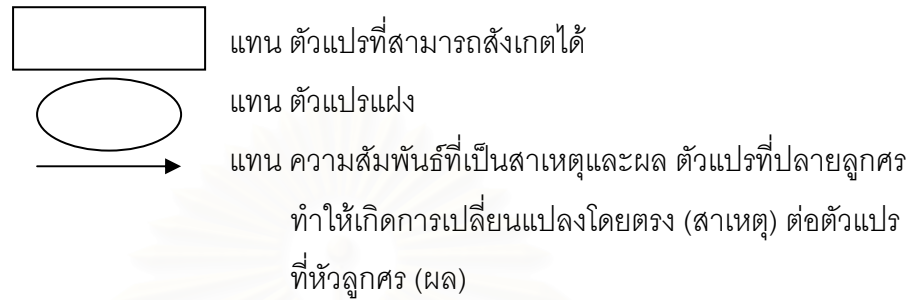 แทน ตัวแปรที่สามารถสังเกตได้
แทน ตัวแปรแฝง
แทน ความสัมพันธ์ที่เป็นสาเหตุและผล ตัวแปรที่ปลายลูกศร
ทำให้เกิดการเปลี่ยนแปลงโดยตรง (สาเหตุ) ต่อตัวแปร
ที่หัวลูกศร (ผล)